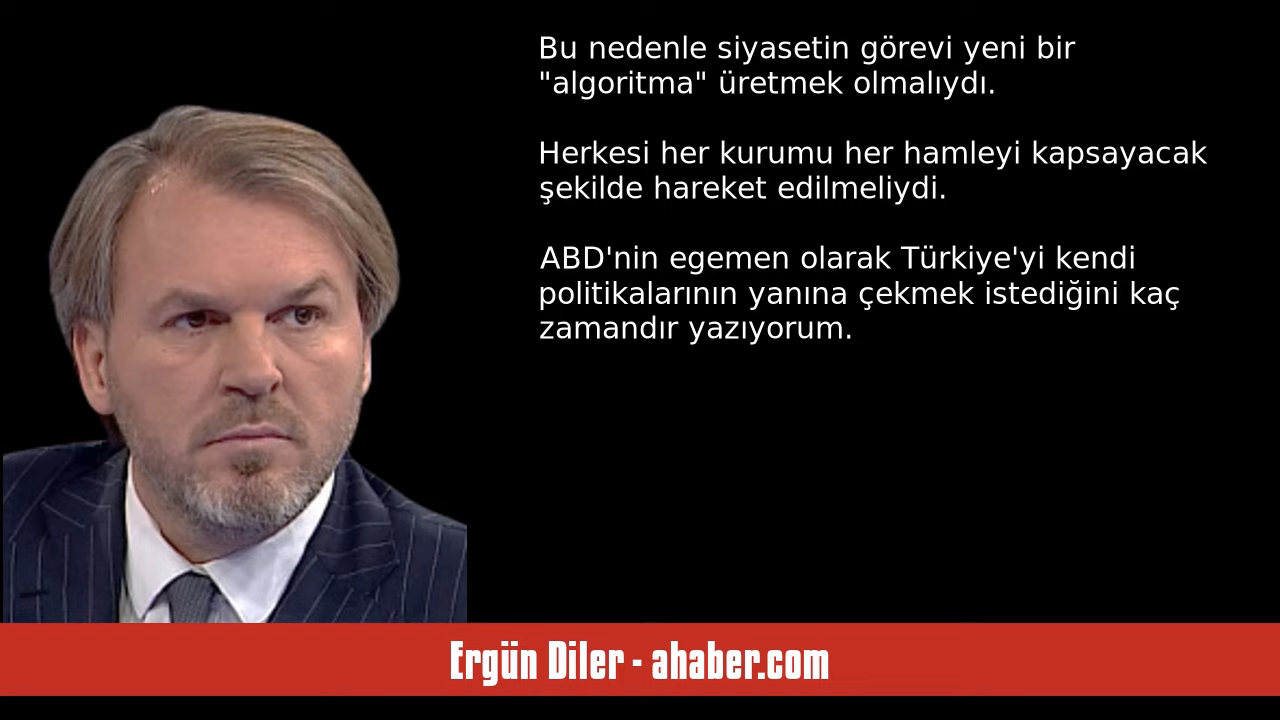 Bu nedenle siyasetin görevi yeni bir
"algoritma" üretmek olmalıydı.
Herkesi her kurumu her hamleyi kapsayacak
şekilde hareket edilmeliydi.
ABD'nin egemen olarak Türkiye'yi kendi
politikalarının yanına çekmek istediğini kaç
zamandır yazıyorum.
Ergün Diler - ahaber.com